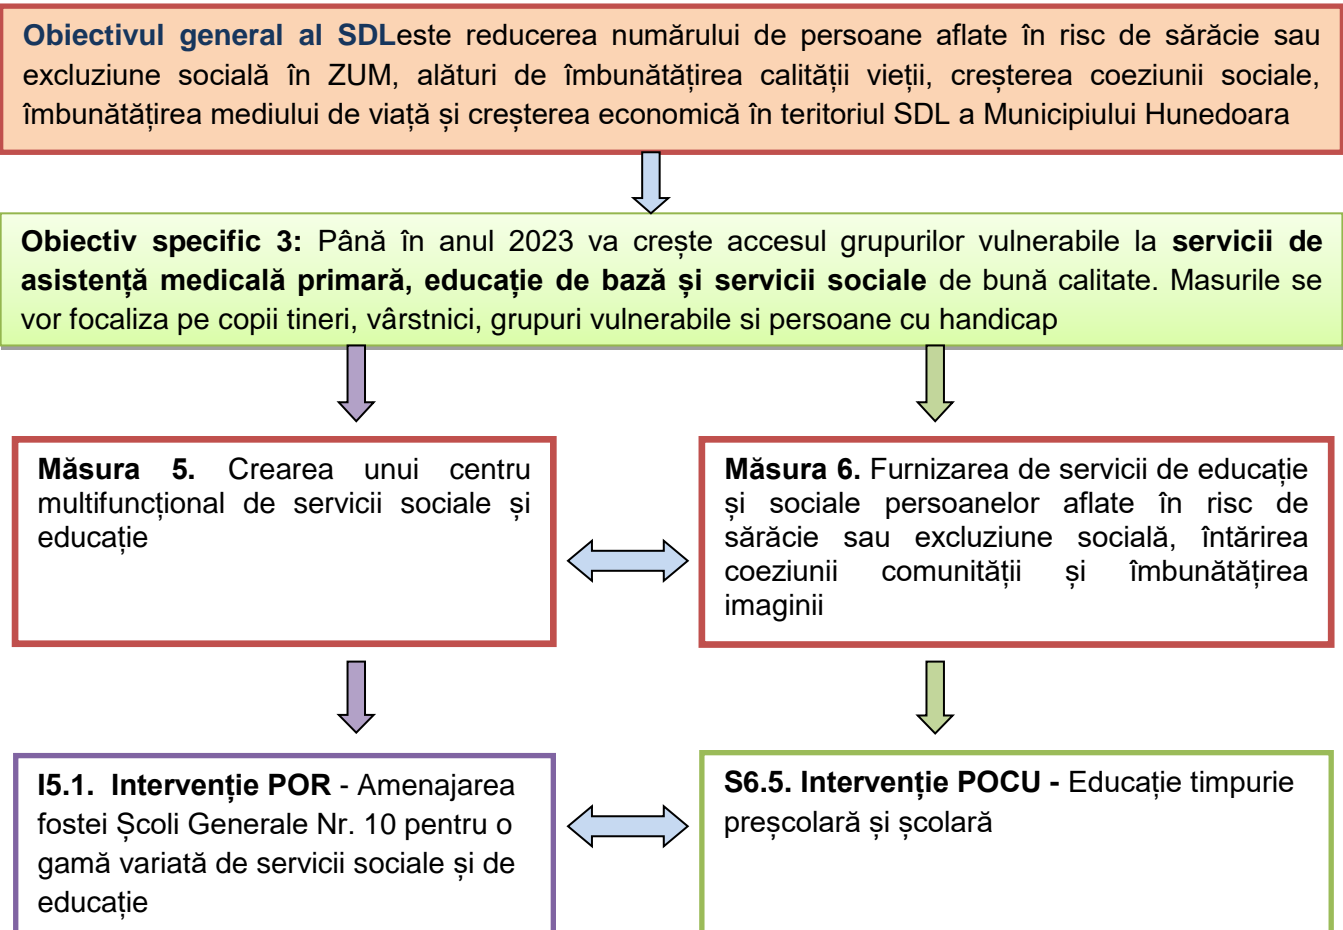 Obiectivul general al SDLeste reducerea numărului de persoane aflate în risc de sărăcie sau
excluziune socială în ZUM, alături de îmbunătățirea calității vieții, creșterea coeziunii sociale,
îmbunătățirea mediului de viață și creșterea economică în teritoriul SDL a Municipiului Hunedoara
Obiectiv specific 3: Până în anul 2023 va crește accesul grupurilor vulnerabile la servicii de
asistență medicală primară, educație de bază și servicii sociale de bună calitate. Masurile se
vor focaliza pe copii tineri, vârstnici, grupuri vulnerabile si persoane cu handicap
Măsura 5. Crearea unui centru
multifuncțional de servicii sociale și
educație
Măsura 6. Furnizarea de servicii de educație
și sociale persoanelor aflate în risc de
sărăcie sau excluziune socială, întărirea
coeziunii comunității și îmbunătățirea
imaginii
I5.1. Intervenție POR - Amenajarea
fostei Școli Generale Nr. 10 pentru o
gamă variată de servicii sociale și de
educație
S6.5. Intervenție POCU - Educație timpurie
preșcolară și școlară